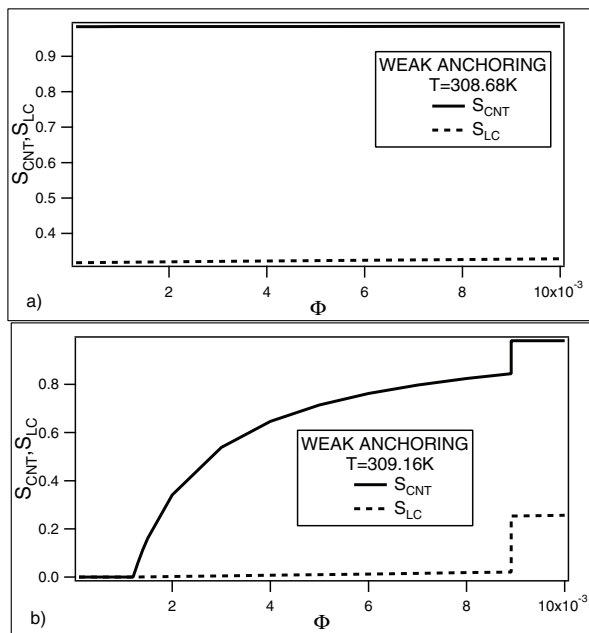 0.9
0.8
0.7
0.6
0.5
0.4
S_CNT, S_LC
WEAK ANCHORING
T=308.68K
S_CNT
S_LC
2 4 6 8 10x10⁻³
a) Φ
0.8
0.6
0.4
0.2
0.0
S_CNT, S_LC
WEAK ANCHORING
T=309.16K
S_CNT
S_LC
2 4 6 8 10x10⁻³
b) Φ